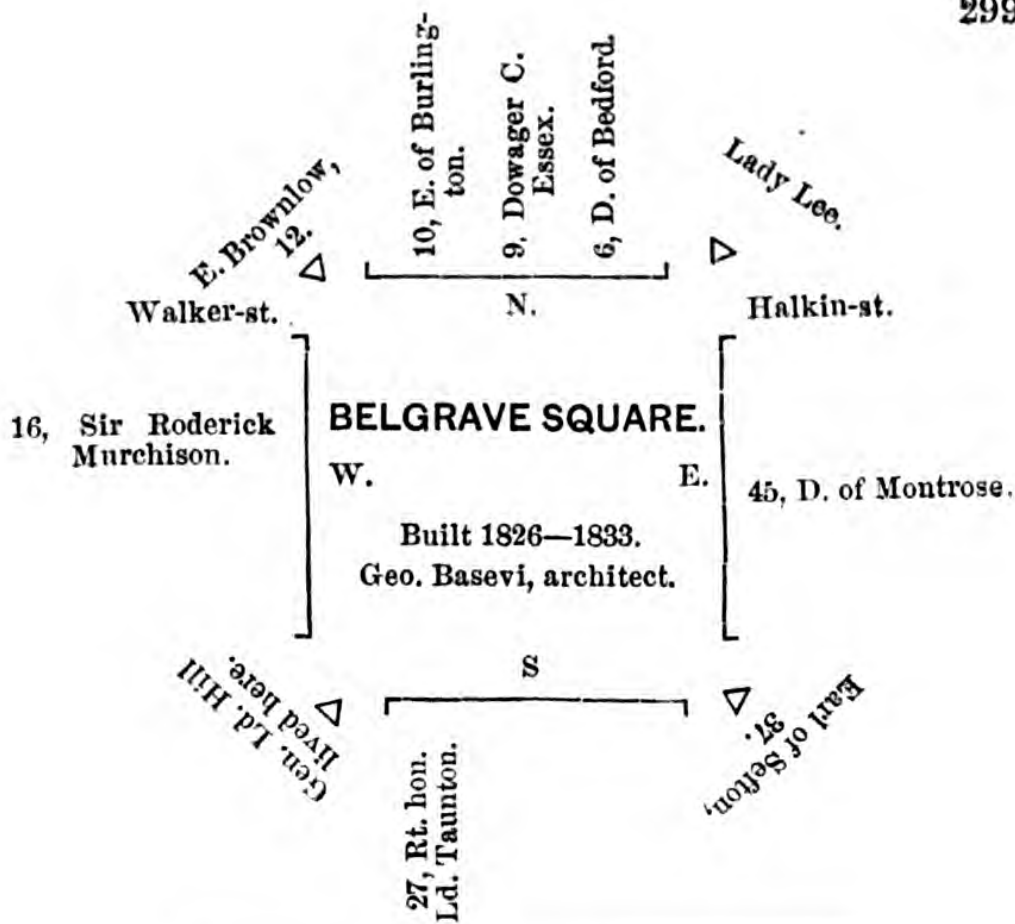 299
10, E. of Burling-
ton.
9, Dowager C.
Essex.
6, D. of Bedford.
E. Brownlow,
12.
Lady Lee.
Walker-st.
N.
Halkin-st.
16, Sir Roderick
Murchison.
BELGRAVE SQUARE.
W.
E.
45, D. of Montrose.
Built 1826—1833.
Geo. Basevi, architect.
S
Gen. Ld. Hill
lived here.
Earl of Sefton,
37.
27, Rt. hon.
Ld. Taunton.